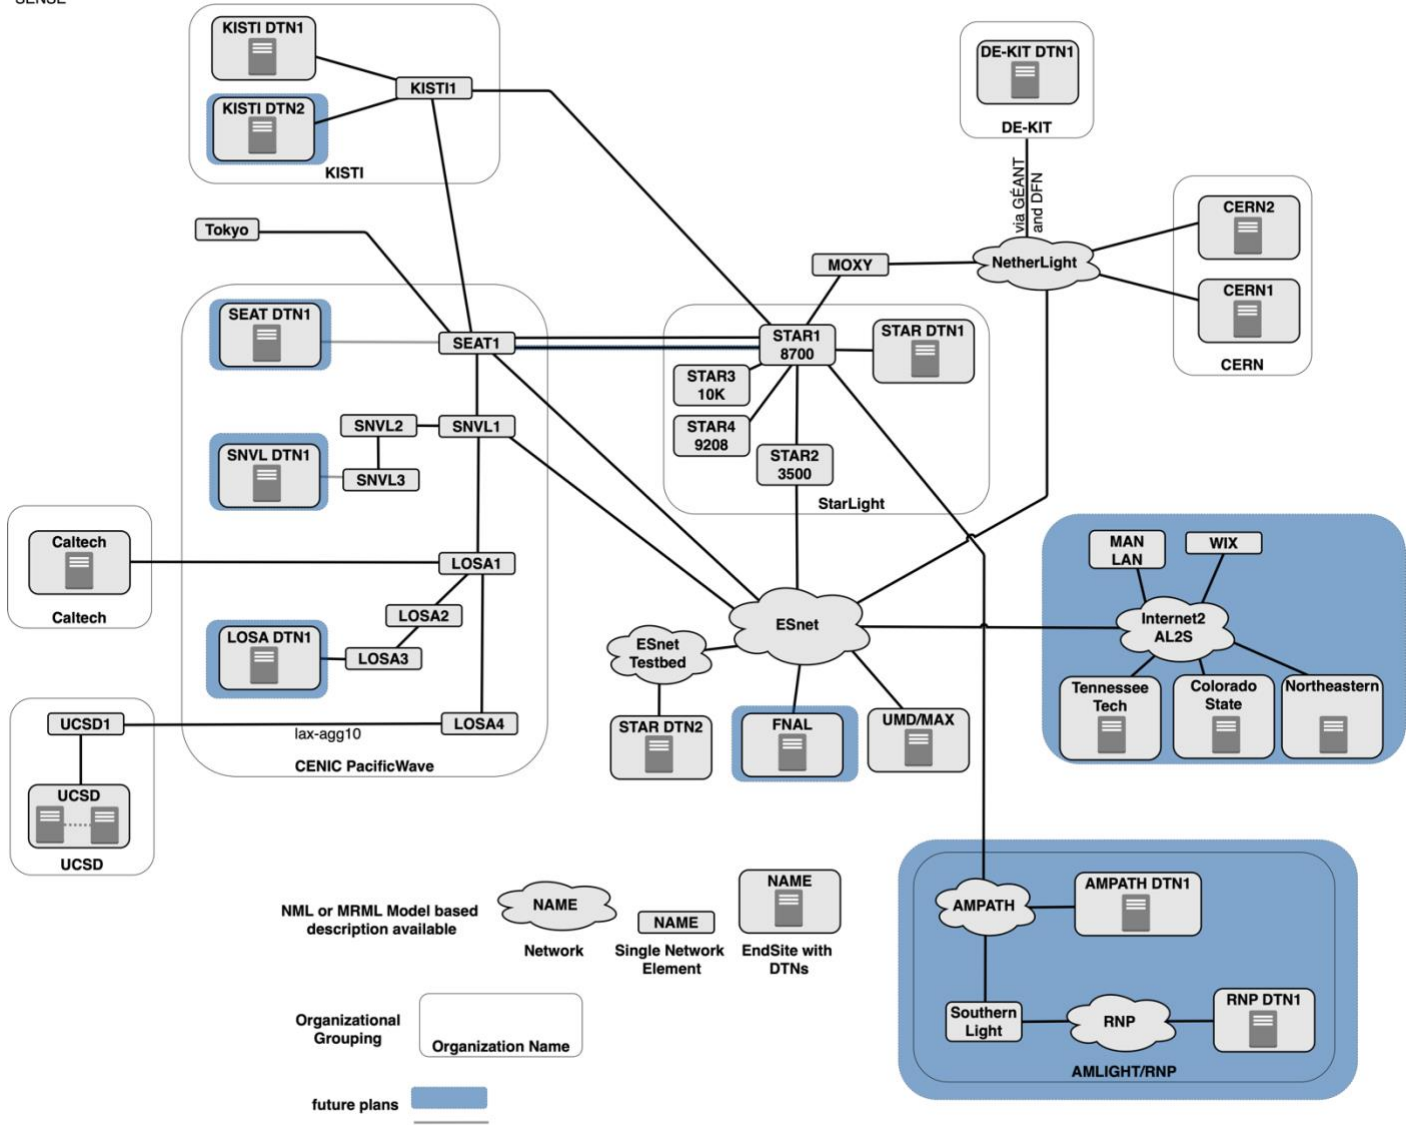 SENSE
KISTI DTN1
KISTI DTN2
KISTI1
KISTI
DE-KIT DTN1
DE-KIT
via GÉANT
and DFN
CERN2
CERN1
CERN
Tokyo
MOXY
NetherLight
SEAT DTN1
SEAT1
STAR1
8700
STAR DTN1
STAR3
10K
STAR4
9208
STAR2
3500
StarLight
SNVL2
SNVL1
SNVL DTN1
SNVL3
Caltech
Caltech
LOSA1
LOSA2
LOSA DTN1
LOSA3
UCSD1
lax-agg10
LOSA4
CENIC PacificWave
UCSD
UCSD
ESnet
ESnet
Testbed
STAR DTN2
FNAL
UMD/MAX
MAN
LAN
WIX
Internet2
AL2S
Tennessee
Tech
Colorado
State
Northeastern
AMPATH
AMPATH DTN1
Southern
Light
RNP
RNP DTN1
AMLIGHT/RNP
NML or MRML Model based
description available
NAME
Network
NAME
Single Network
Element
NAME
EndSite with
DTNs
Organizational
Grouping
Organization Name
future plans